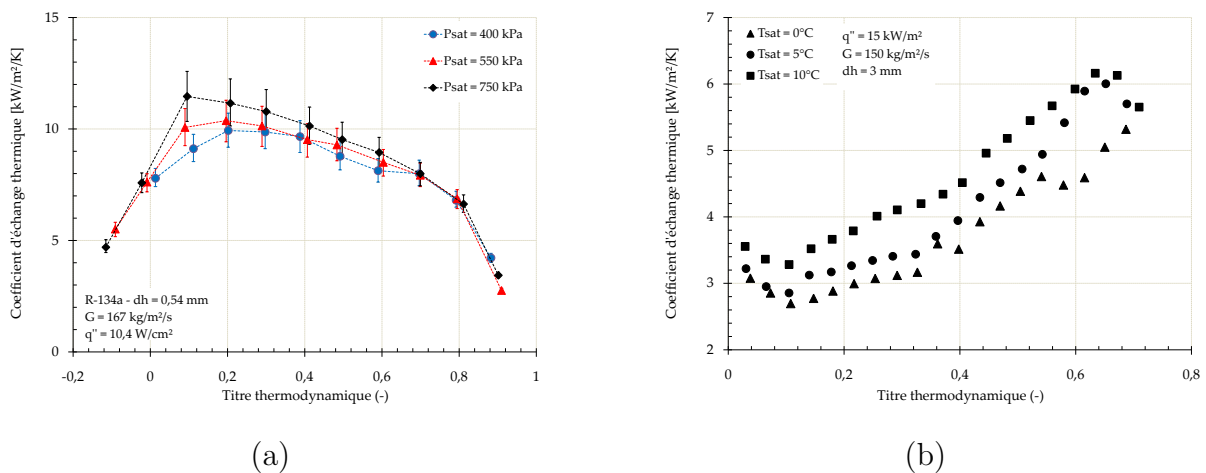 Coefficient d'échange thermique [kW/m²/K]
15
10
5
0
-0,2
0
0,2
0,4
0,6
0,8
1
Titre thermodynamique (-)
Psat = 400 kPa
Psat = 550 kPa
Psat = 750 kPa
R-134a - dh = 0,54 mm
G = 167 kg/m²/s
q'' = 10,4 W/cm²
(a)
Coefficient d'échange thermique [kW/m²/K]
7
6
5
4
3
2
0
0,2
0,4
0,6
0,8
Titre thermodynamique (-)
Tsat = 0°C
Tsat = 5°C
Tsat = 10°C
q'' = 15 kW/m²
G = 150 kg/m²/s
dh = 3 mm
(b)